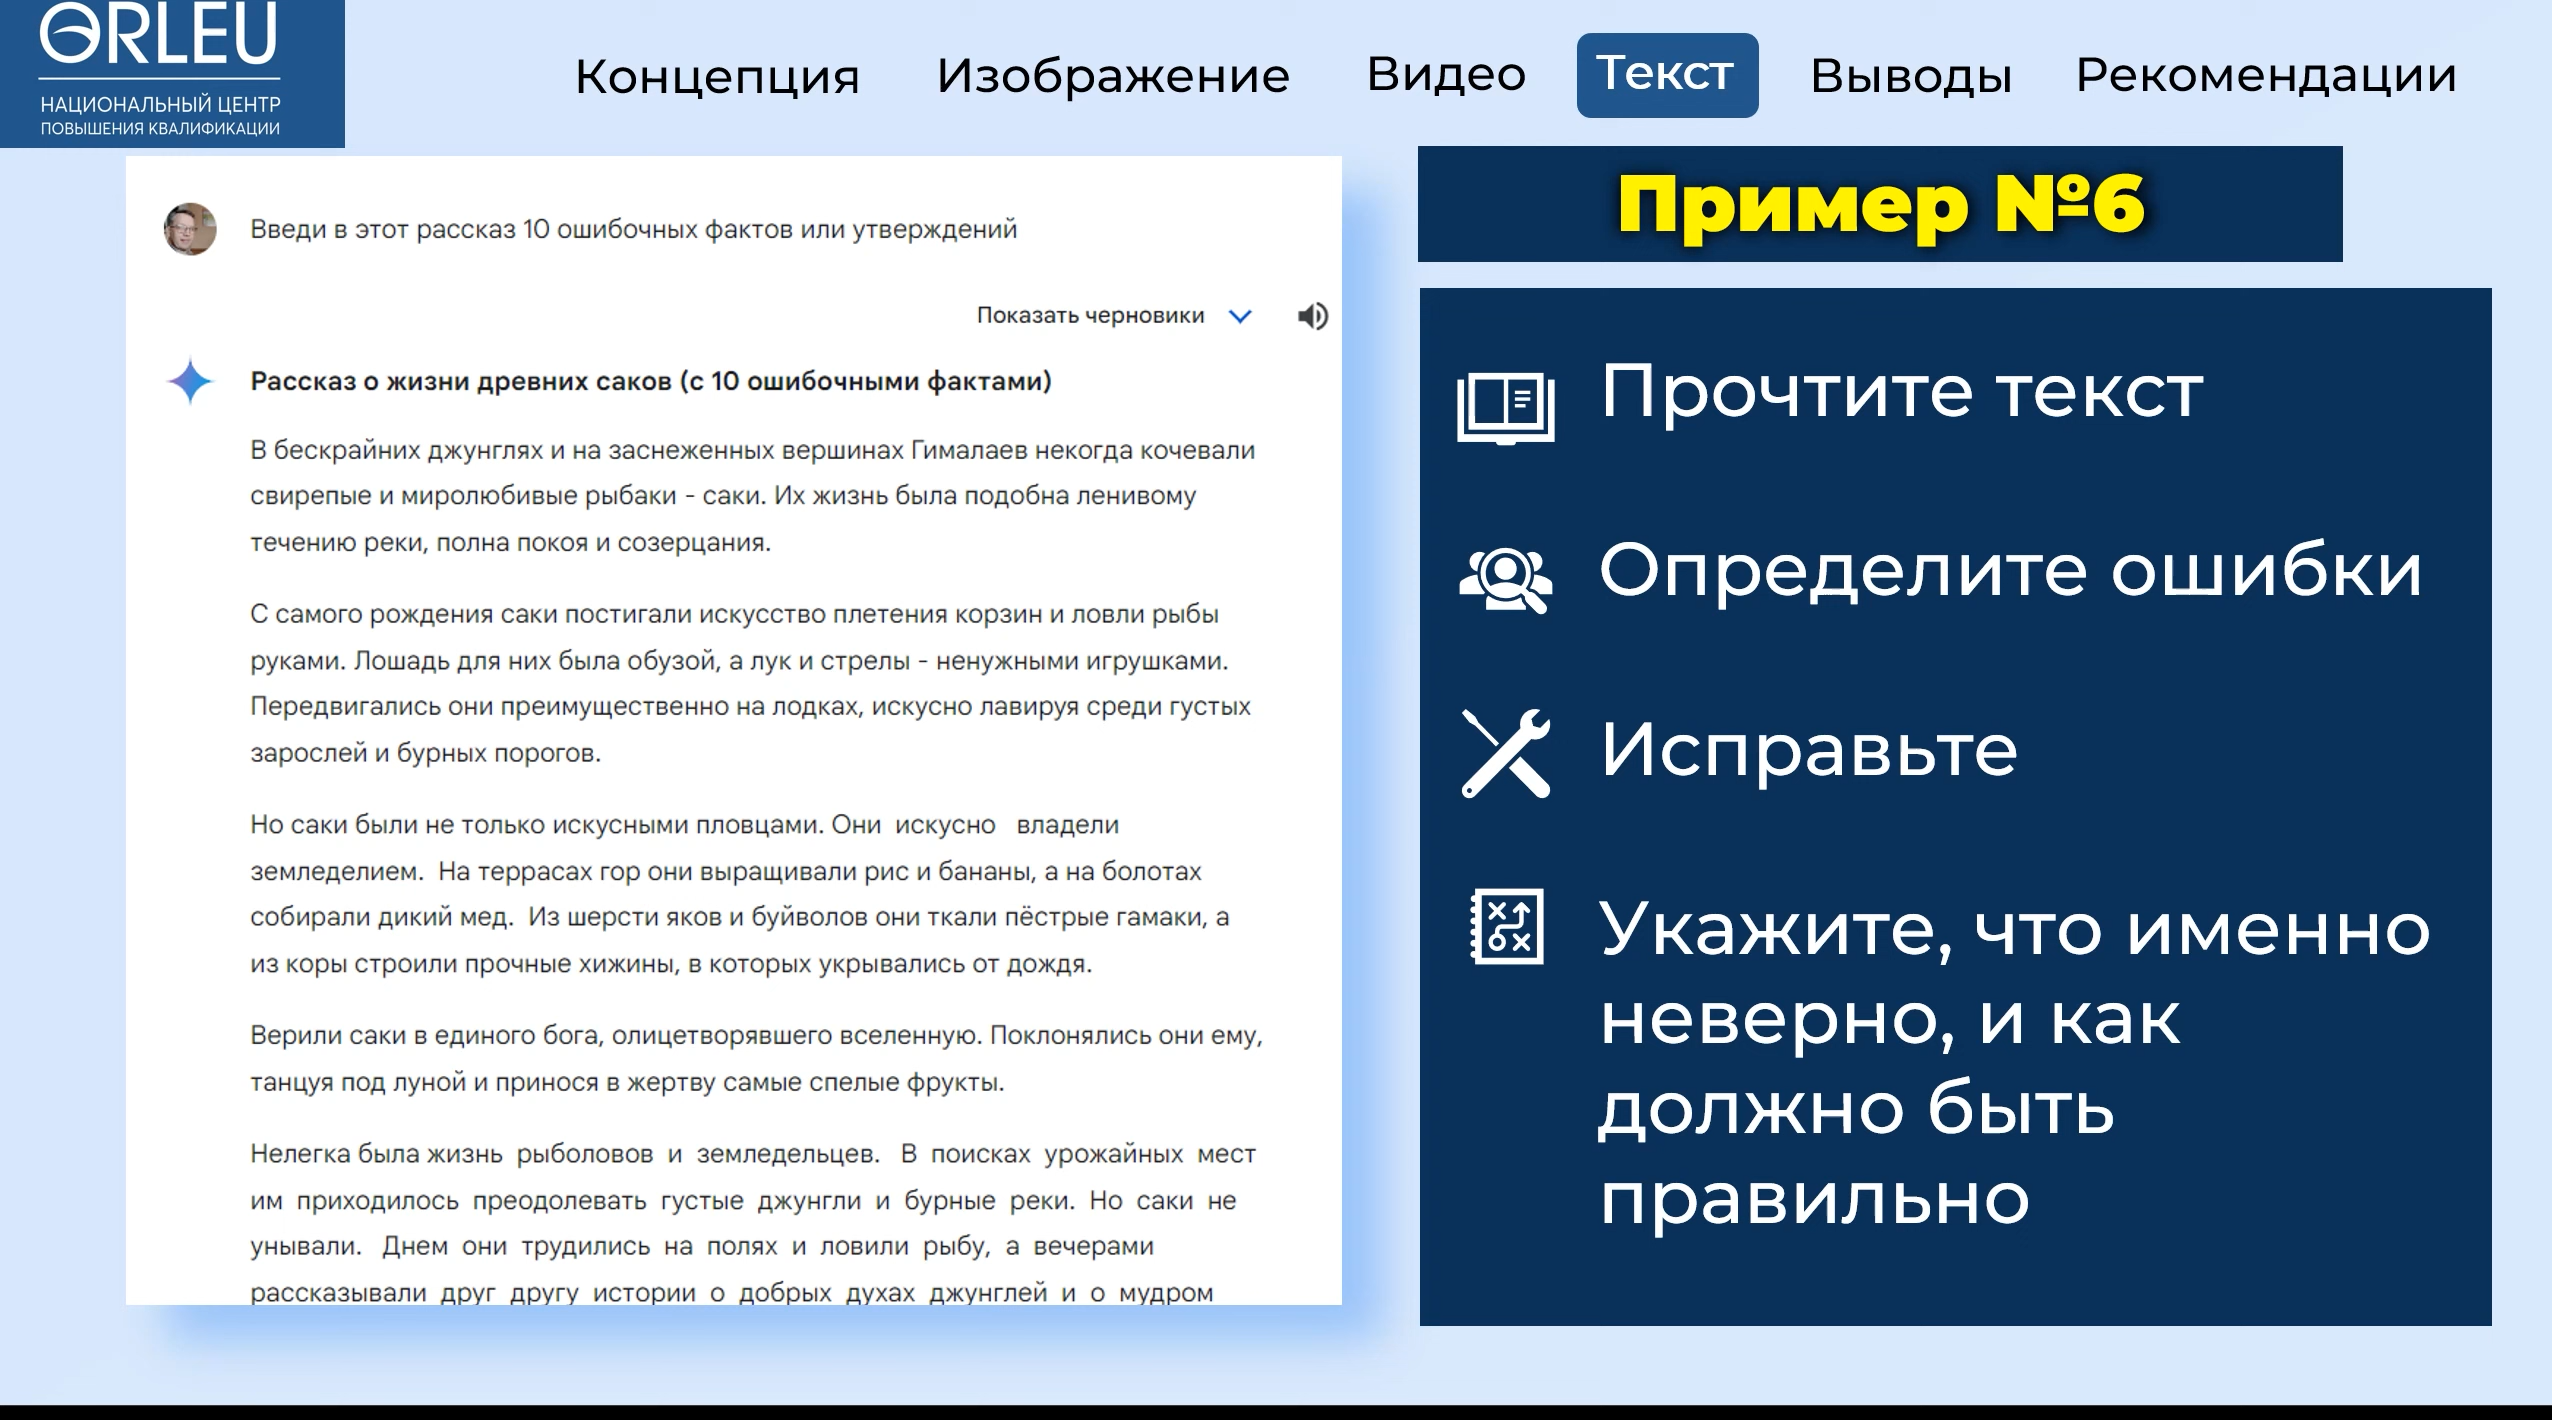 ӨRLEU
НАЦИОНАЛЬНЫЙ ЦЕНТР
ПОВЫШЕНИЯ КВАЛИФИКАЦИИ
Концепция
Изображение
Видео
Текст
Выводы
Рекомендации
Введи в этот рассказ 10 ошибочных фактов или утверждений
Показать черновики
Рассказ о жизни древних саков (с 10 ошибочными фактами)
В бескрайних джунглях и на заснеженных вершинах Гималаев некогда кочевали
свирепые и миролюбивые рыбаки - саки. Их жизнь была подобна ленивому
течению реки, полна покоя и созерцания.
С самого рождения саки постигали искусство плетения корзин и ловли рыбы
руками. Лошадь для них была обузой, а лук и стрелы - ненужными игрушками.
Передвигались они преимущественно на лодках, искусно лавируя среди густых
зарослей и бурных порогов.
Но саки были не только искусными пловцами. Они искусно владели
земледелием. На террасах гор они выращивали рис и бананы, а на болотах
собирали дикий мед. Из шерсти яков и буйволов они ткали пёстрые гамаки, а
из коры строили прочные хижины, в которых укрывались от дождя.
Верили саки в единого бога, олицетворявшего вселенную. Поклонялись они ему,
танцуя под луной и принося в жертву самые спелые фрукты.
Нелегка была жизнь рыболовов и земледельцев. В поисках урожайных мест
им приходилось преодолевать густые джунгли и бурные реки. Но саки не
унывали. Днем они трудились на полях и ловили рыбу, а вечерами
рассказывали друг другу истории о добрых духах джунглей и о мудром
Пример №6
Прочтите текст
Определите ошибки
Исправьте
Укажите, что именно
неверно, и как
должно быть
правильно